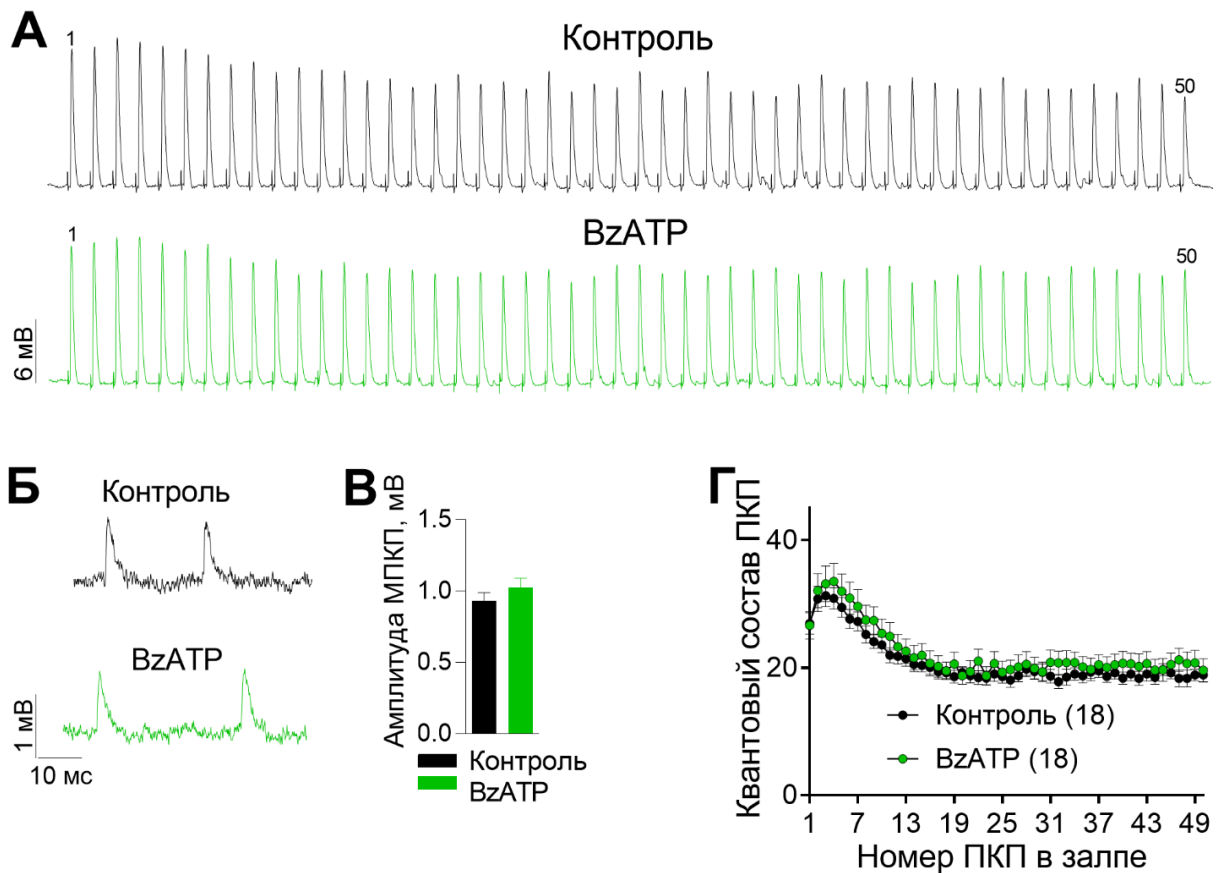 А
Контроль
1
50
BzATP
1
50
6 мВ
Б
Контроль
BzATP
1 мВ
10 мс
В
Амплитуда МПКП, мВ
1.5
1.0
0.5
0.0
Контроль
BzATP
Г
Квантовый состав ПКП
40
20
0
Контроль (18)
BzATP (18)
1 7 13 19 25 31 37 43 49
Номер ПКП в залпе